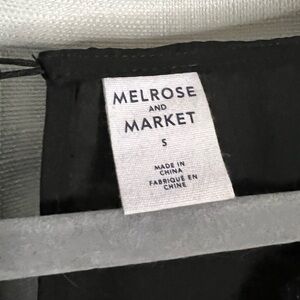 MELROSE
AND
MARKET
S
MADE IN
CHINA
FABRIQUÉ EN
CHINE